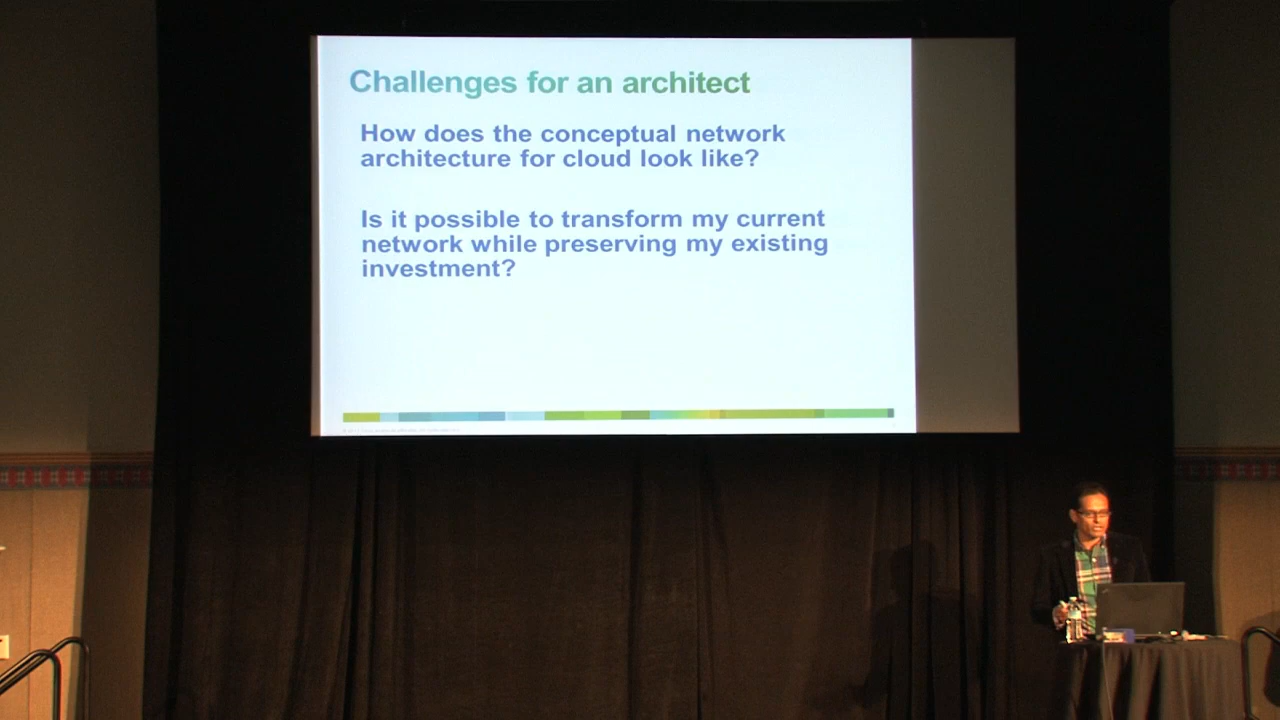 Challenges for an architect
How does the conceptual network
architecture for cloud look like?
Is it possible to transform my current
network while preserving my existing
investment?